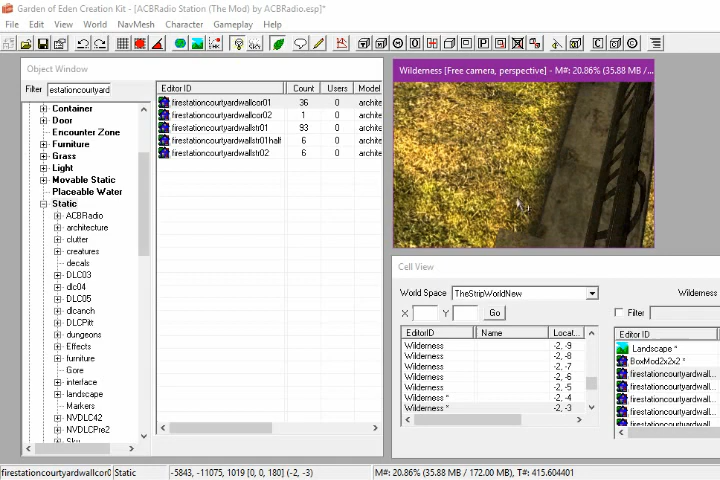 Garden of Eden Creation Kit - [ACBRadio Station (The Mod) by ACBRadio.esp]*
File Edit View World NavMesh Character Gameplay Help
Object Window
Filter estationcourtyard
Container
Door
Encounter Zone
Furniture
Grass
Light
Movable Static
Placeable Water
Static
ACBRadio
architecture
clutter
creatures
decals
DLC03
dlc04
DLC05
dlcanch
DLCPitt
dungeons
Effects
furniture
Gore
interface
landscape
Markers
NVDLC42
NVDLCPre2
Sky
Editor ID Count Users Model
firestationcourtyardwallcor01 36 0 archite
firestationcourtyardwallcor02 1 0 archite
firestationcourtyardwallstr01 93 0 archite
firestationcourtyardwallstr01half 6 0 archite
firestationcourtyardwallstr02 6 0 archite
Wilderness [Free camera, perspective] - M#: 20.86% (35.88 MB /...
Cell View
World Space TheStripWorldNew Wilderness
X Y Go Filter
EditorID Name Locat...
Wilderness -2, -9
Wilderness -2, -8
Wilderness -2, -7
Wilderness -2, -6
Wilderness -2, -5
Wilderness * -2, -4
Wilderness * -2, -3
Editor ID
Landscape *
BoxMod2x2x2 *
firestationcourtyardwall...
firestationcourtyardwall...
firestationcourtyardwall...
firestationcourtyardwall...
firestationcourtyardwall...
firestationcourtyardwallcor0 Static -5843, -11075, 1019 [0, 0, 180] (-2, -3) M#: 20.86% (35.88 MB / 172.00 MB), T#: 415.604401